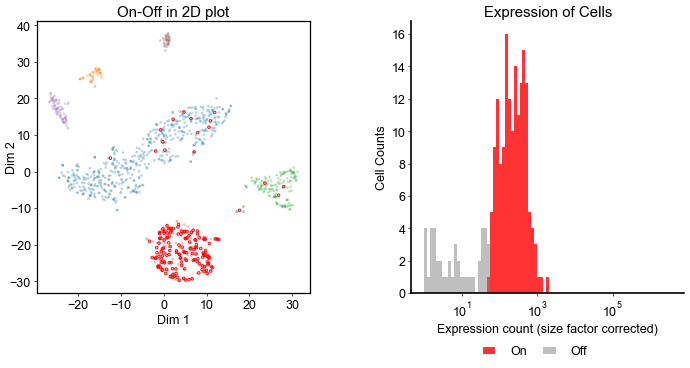 On-Off in 2D plot
40
30
20
10
0
−10
−20
−30
Dim 2
−20 −10 0 10 20 30
Dim 1
Expression of Cells
16
14
12
10
8
6
4
2
0
Cell Counts
10^1 10^3 10^5
Expression count (size factor corrected)
On Off